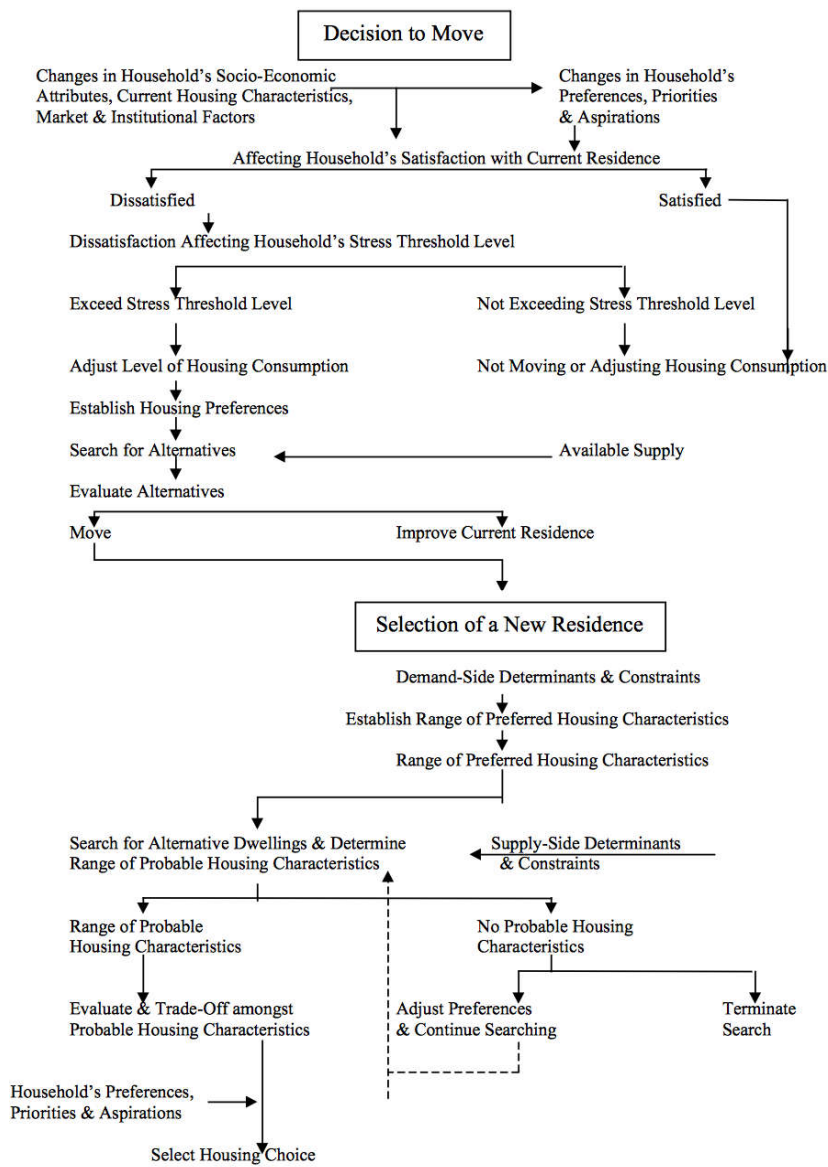 Decision to Move
Changes in Household's Socio-Economic
Attributes, Current Housing Characteristics,
Market & Institutional Factors
Changes in Household's
Preferences, Priorities
& Aspirations
Affecting Household's Satisfaction with Current Residence
Dissatisfied
Satisfied
Dissatisfaction Affecting Household's Stress Threshold Level
Exceed Stress Threshold Level
Not Exceeding Stress Threshold Level
Adjust Level of Housing Consumption
Not Moving or Adjusting Housing Consumption
Establish Housing Preferences
Search for Alternatives
Available Supply
Evaluate Alternatives
Move
Improve Current Residence
Selection of a New Residence
Demand-Side Determinants & Constraints
Establish Range of Preferred Housing Characteristics
Range of Preferred Housing Characteristics
Search for Alternative Dwellings & Determine
Range of Probable Housing Characteristics
Supply-Side Determinants
& Constraints
Range of Probable
Housing Characteristics
No Probable Housing
Characteristics
Evaluate & Trade-Off amongst
Probable Housing Characteristics
Adjust Preferences
& Continue Searching
Terminate
Search
Household's Preferences,
Priorities & Aspirations
Select Housing Choice